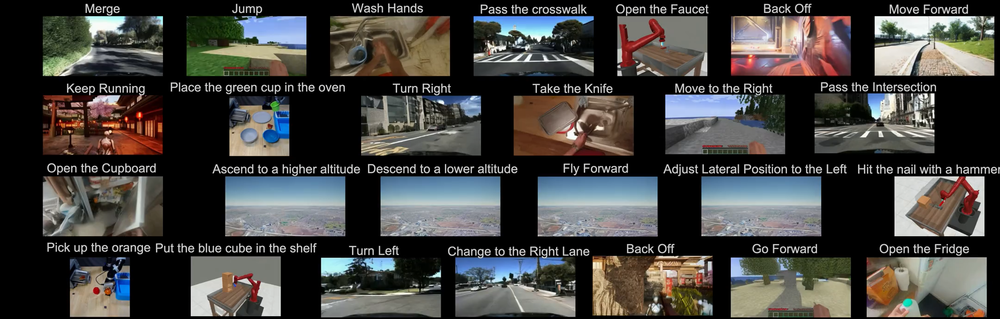 Merge
Jump
Wash Hands
Pass the crosswalk
Open the Faucet
Back Off
Move Forward
Keep Running
Place the green cup in the oven
Turn Right
Take the Knife
Move to the Right
Pass the Intersection
Open the Cupboard
Ascend to a higher altitude
Descend to a lower altitude
Fly Forward
Adjust Lateral Position to the Left
Hit the nail with a hammer
Pick up the orange
Put the blue cube in the shelf
Turn Left
Change to the Right Lane
Back Off
Go Forward
Open the Fridge